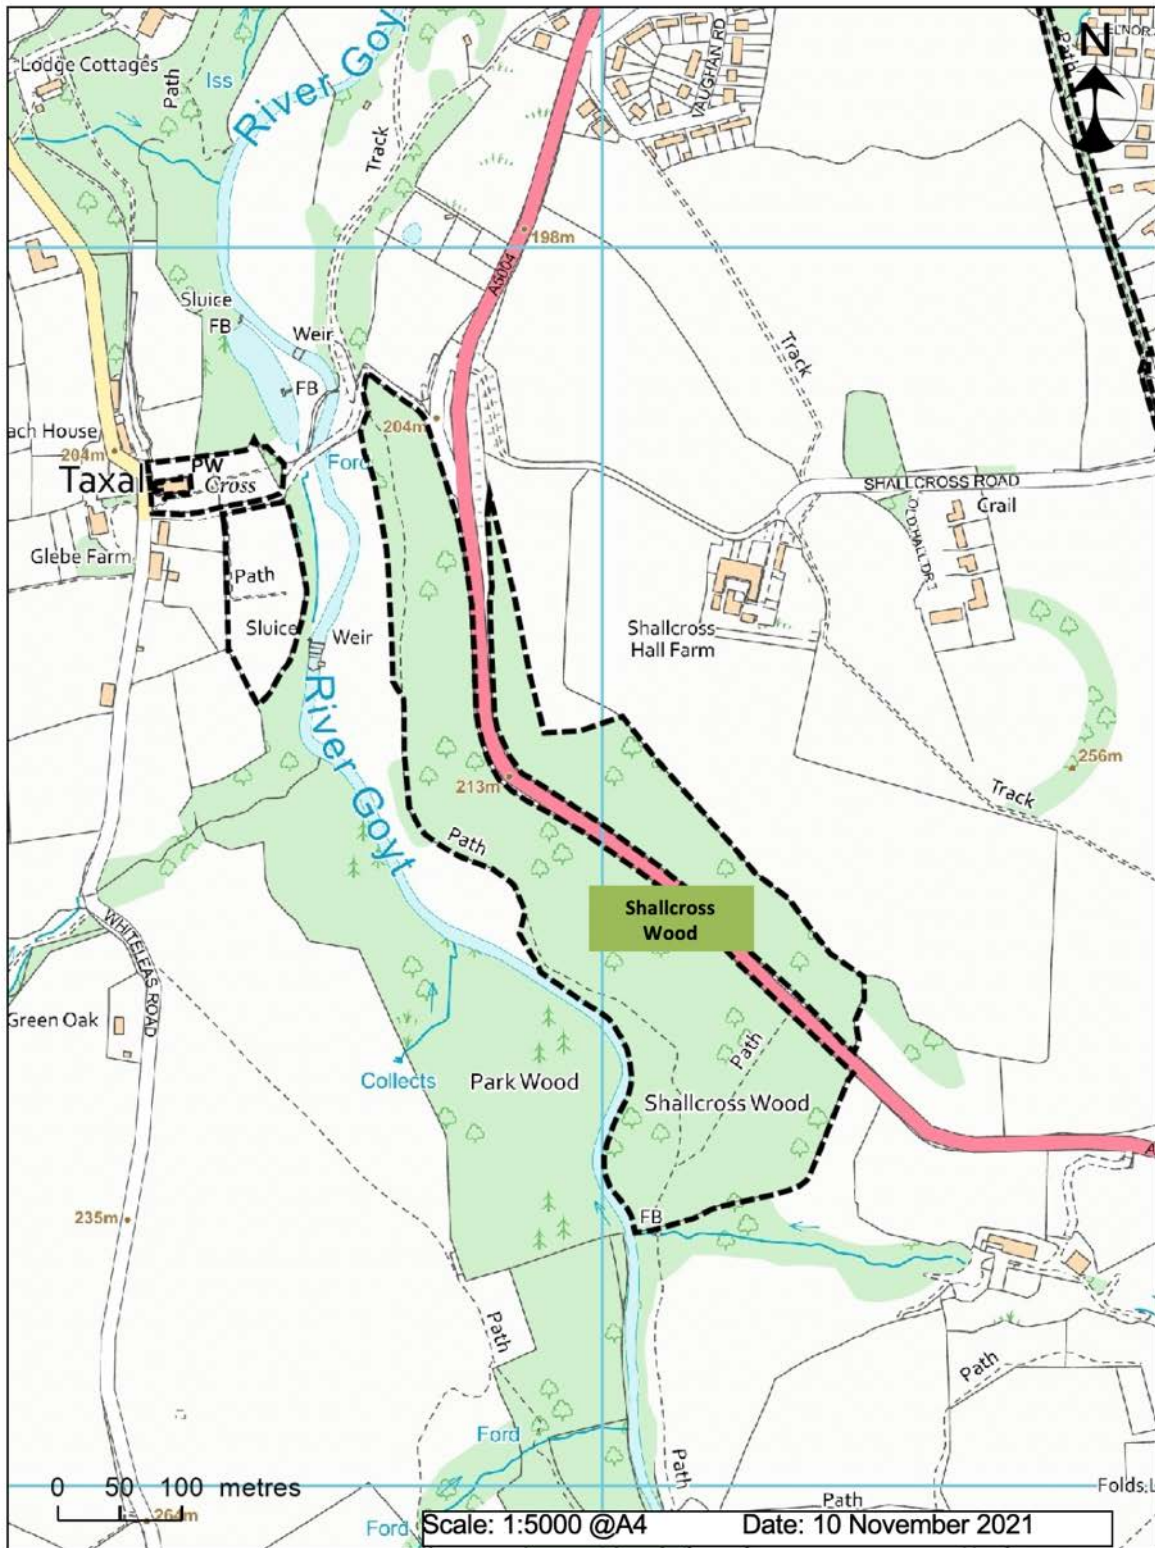 Lodge Cottages
Path
Iss
River Goy
Track
VAUGHAN RD
ELNOR
Path
N
198m
A5004
Sluice
FB
Weir
FB
Track
ach House
204m
204m
Taxal
PW
Cross
Ford
SHALLCROSS ROAD
Crail
OLD HALL DR
Glebe Farm
Path
Sluice
Weir
Shallcross
Hall Farm
River Goyt
213m
256m
Track
Path
Shallcross
Wood
WHITELEAS ROAD
Green Oak
Path
Collects
Park Wood
Shallcross Wood
A
235m
FB
Path
Path
Ford
Path
Folds
Path
0 50 100 metres
264m
Ford
Scale: 1:5000 @A4
Date: 10 November 2021